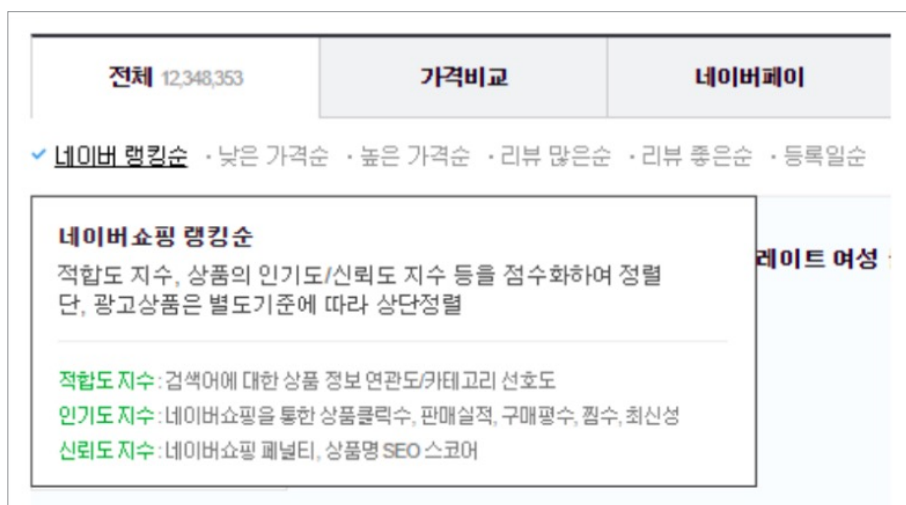 전체 12,348,353 가격비교 네이버페이
✓ 네이버 랭킹순 · 낮은 가격순 · 높은 가격순 · 리뷰 많은순 · 리뷰 좋은순 · 등록일순
네이버쇼핑 랭킹순
적합도 지수, 상품의 인기도/신뢰도 지수 등을 점수화하여 정렬
단, 광고상품은 별도기준에 따라 상단정렬
레이트 여성
적합도 지수 : 검색어에 대한 상품 정보 연관도/카테고리 선호도
인기도 지수 : 네이버쇼핑을 통한 상품클릭수, 판매실적, 구매평수, 찜수, 최신성
신뢰도 지수 : 네이버쇼핑 페널티, 상품명 SEO 스코어